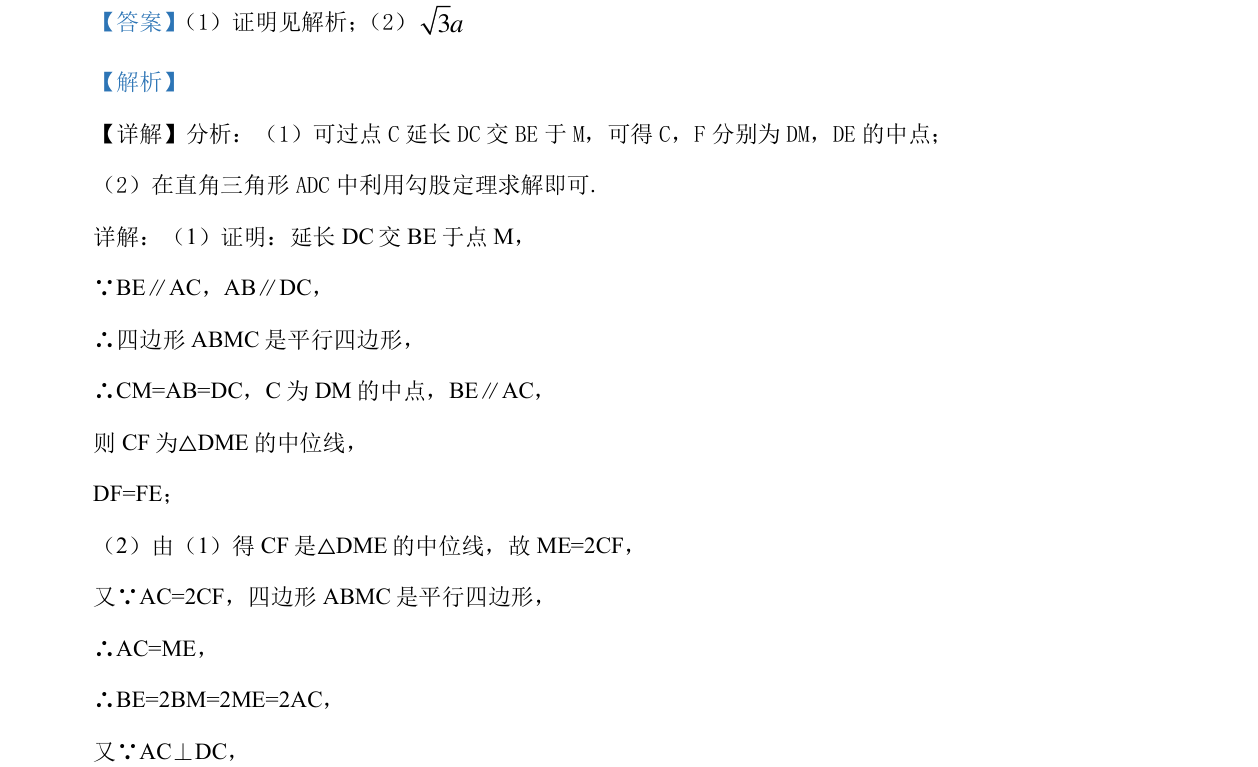 【答案】（1）证明见解析；（2）√3a
【解析】
【详解】分析：（1）可过点 C 延长 DC 交 BE 于 M，可得 C，F 分别为 DM，DE 的中点；
（2）在直角三角形 ADC 中利用勾股定理求解即可．
详解：（1）证明：延长 DC 交 BE 于点 M，
∵BE∥AC，AB∥DC，
∴四边形 ABMC 是平行四边形，
∴CM=AB=DC，C 为 DM 的中点，BE∥AC，
则 CF 为△DME 的中位线，
DF=FE；
（2）由（1）得 CF 是△DME 的中位线，故 ME=2CF，
又∵AC=2CF，四边形 ABMC 是平行四边形，
∴AC=ME，
∴BE=2BM=2ME=2AC，
又∵AC⊥DC，